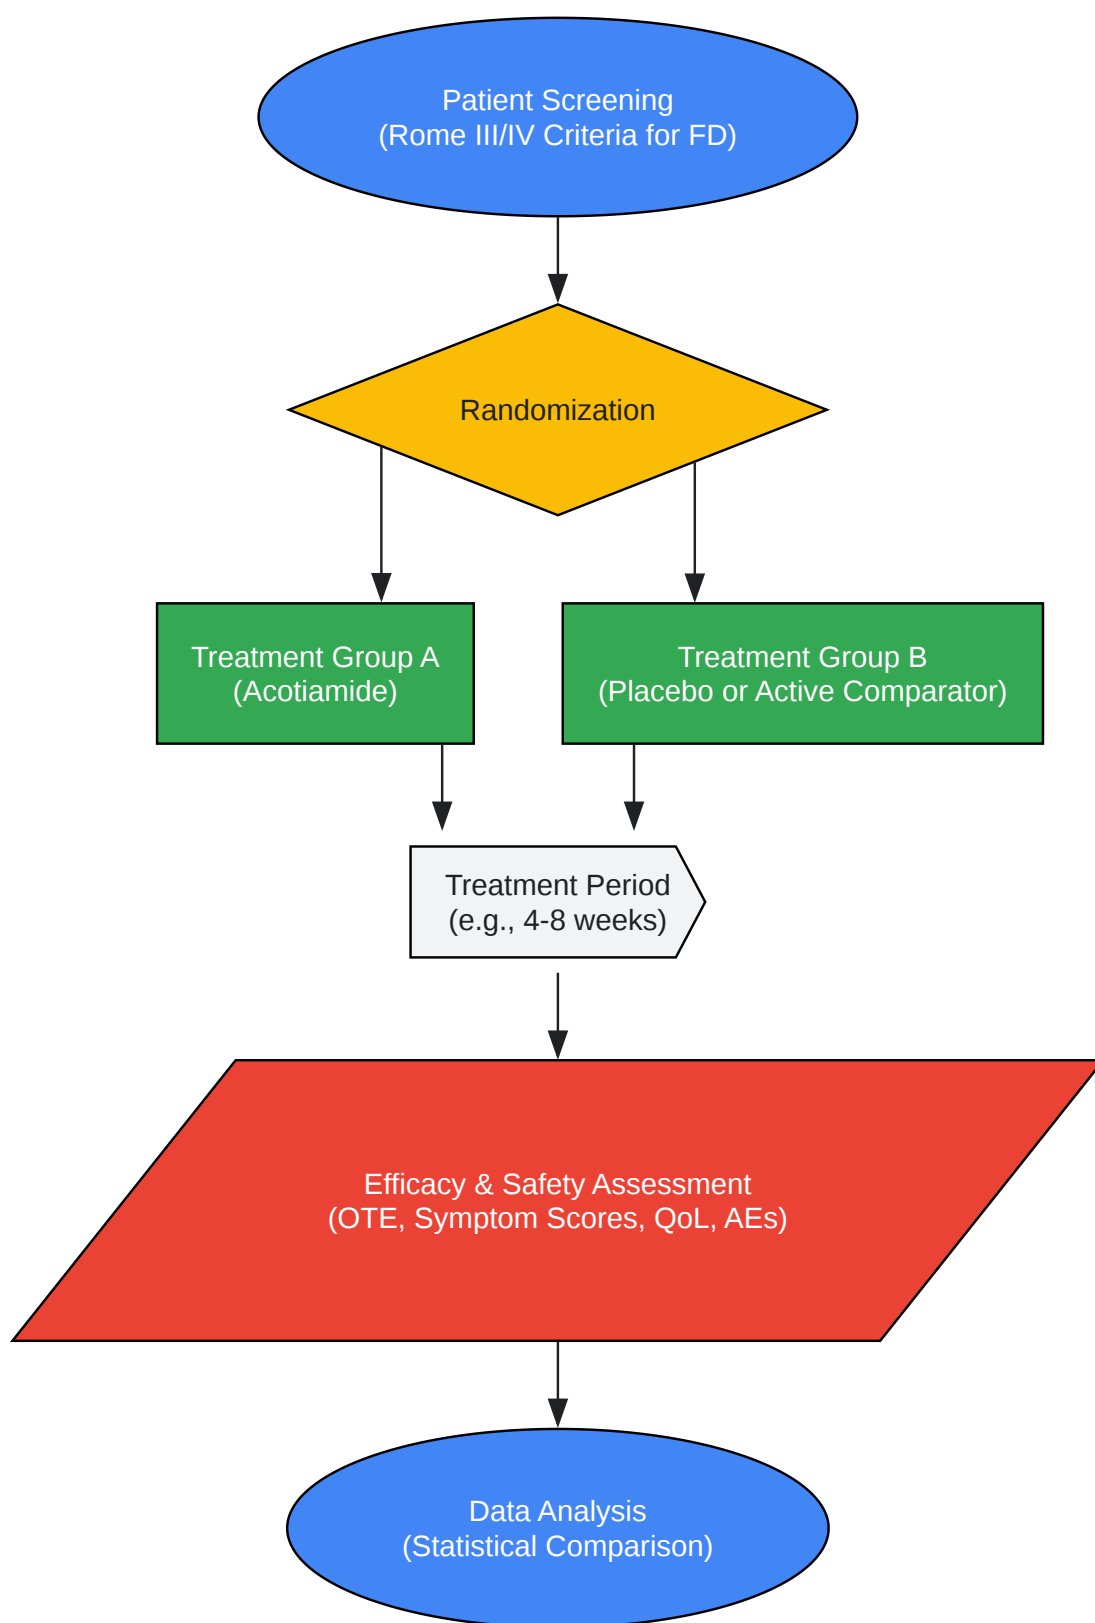 Patient Screening
(Rome III/IV Criteria for FD)
Randomization
Treatment Group A
(Acotiamide)
Treatment Group B
(Placebo or Active Comparator)
Treatment Period
(e.g., 4-8 weeks)
Efficacy & Safety Assessment
(OTE, Symptom Scores, QoL, AEs)
Data Analysis
(Statistical Comparison)